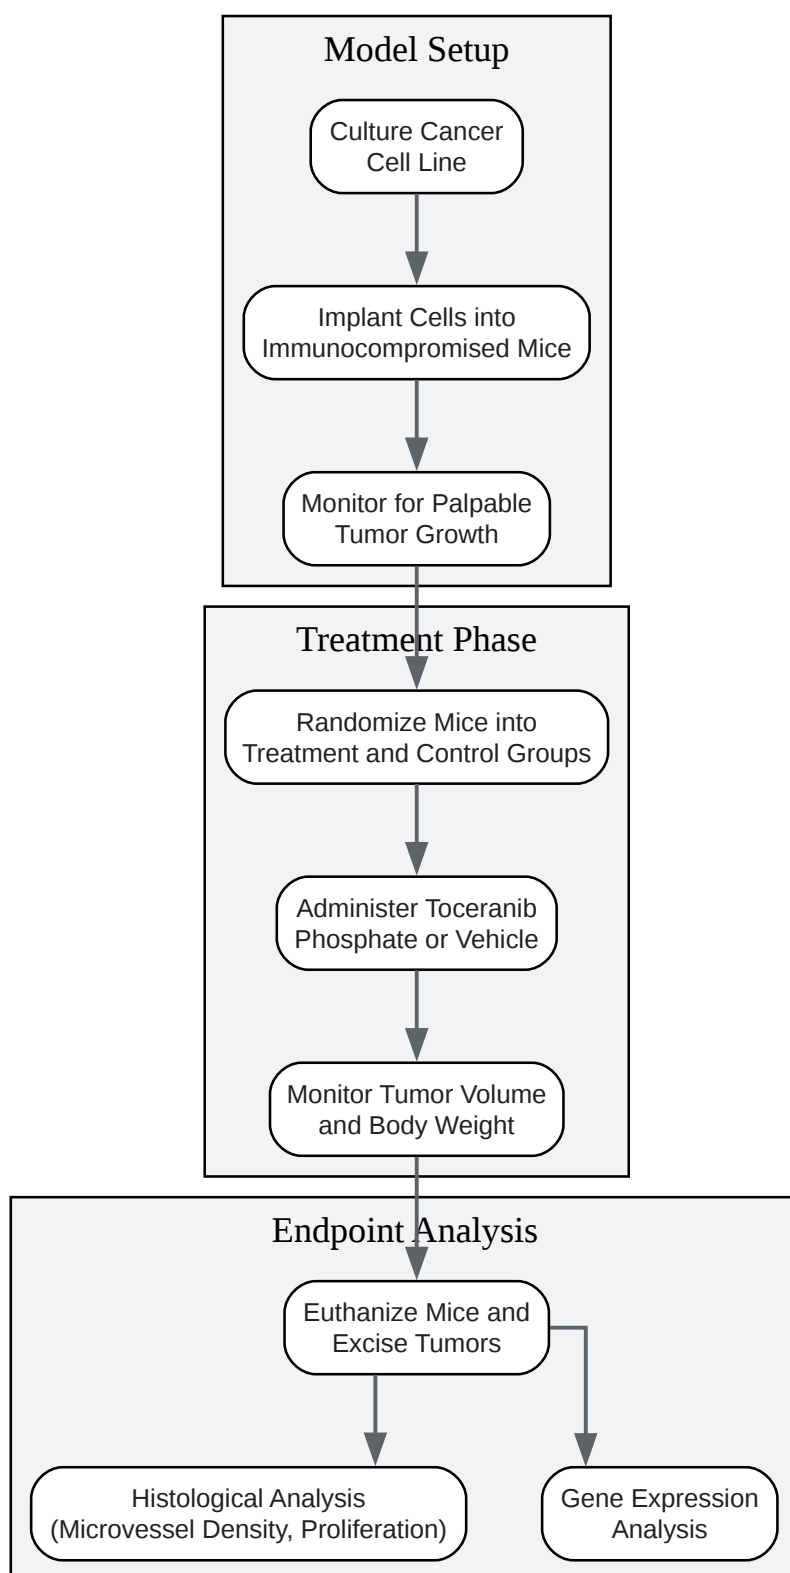 Model Setup
Culture Cancer
Cell Line
Implant Cells into
Immunocompromised Mice
Monitor for Palpable
Tumor Growth
Treatment Phase
Randomize Mice into
Treatment and Control Groups
Administer Toceranib
Phosphate or Vehicle
Monitor Tumor Volume
and Body Weight
Endpoint Analysis
Euthanize Mice and
Excise Tumors
Histological Analysis
(Microvessel Density, Proliferation)
Gene Expression
Analysis